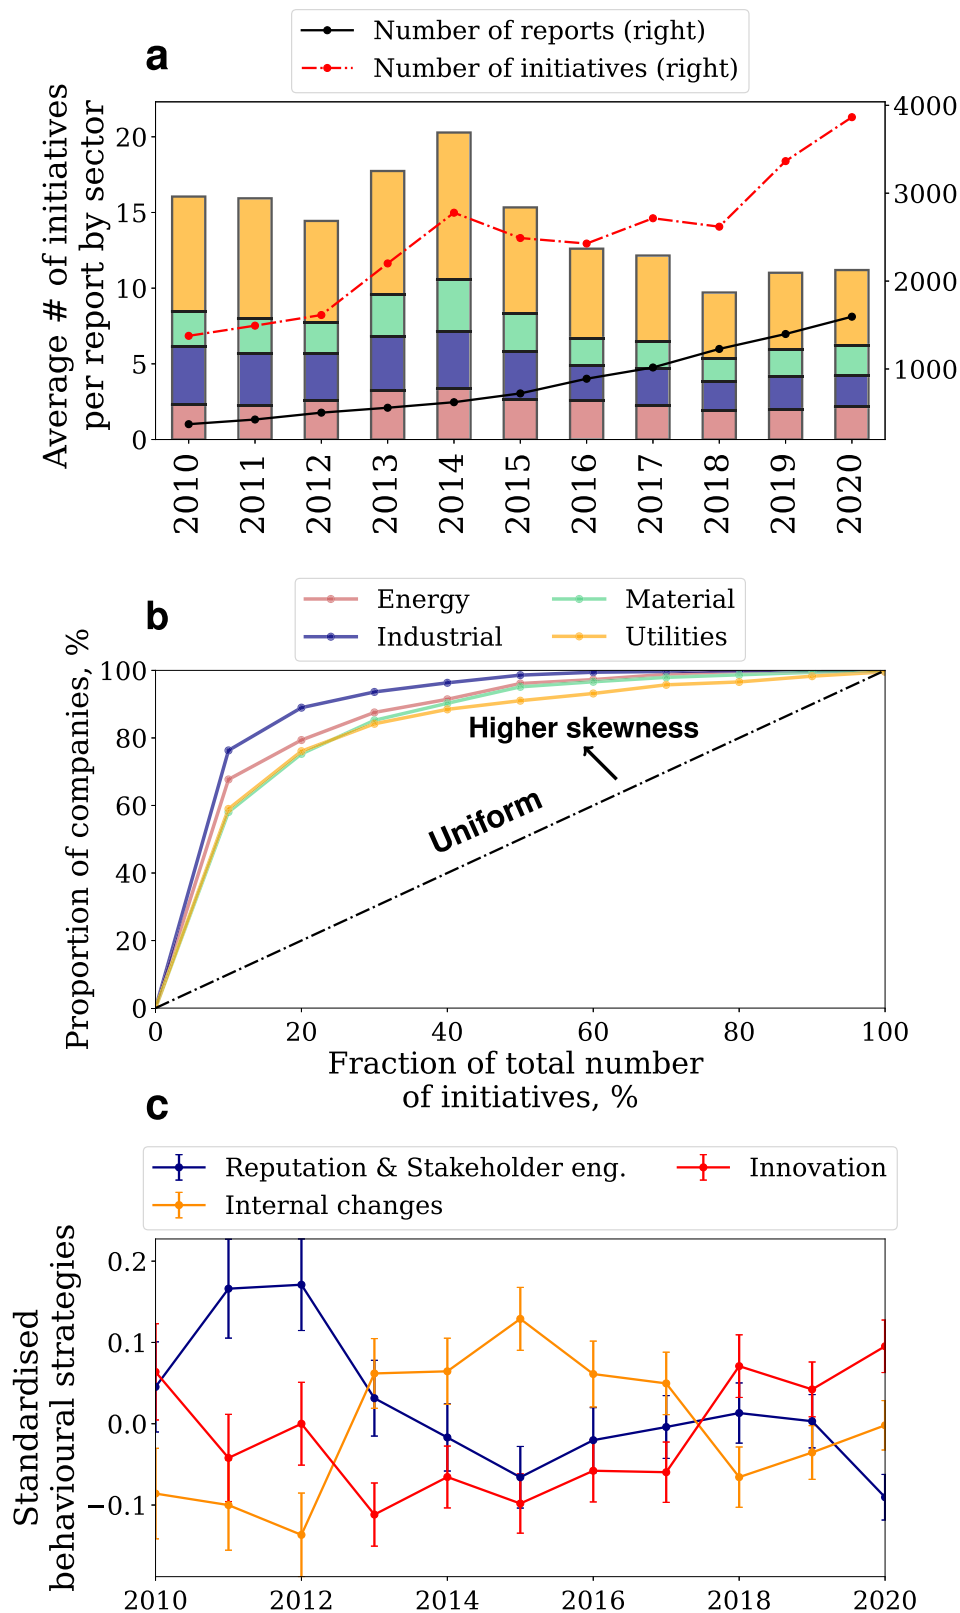 a
Number of reports (right)
Number of initiatives (right)
Average # of initiatives
per report by sector
20
15
10
5
0
4000
3000
2000
1000
2010 2011 2012 2013 2014 2015 2016 2017 2018 2019 2020
b
Energy Material
Industrial Utilities
Proportion of companies, %
100
80
60
40
20
0
Higher skewness
Uniform
0 20 40 60 80 100
Fraction of total number
of initiatives, %
c
Reputation & Stakeholder eng. Innovation
Internal changes
Standardised
behavioural strategies
0.2
0.1
0.0
−0.1
2010 2012 2014 2016 2018 2020